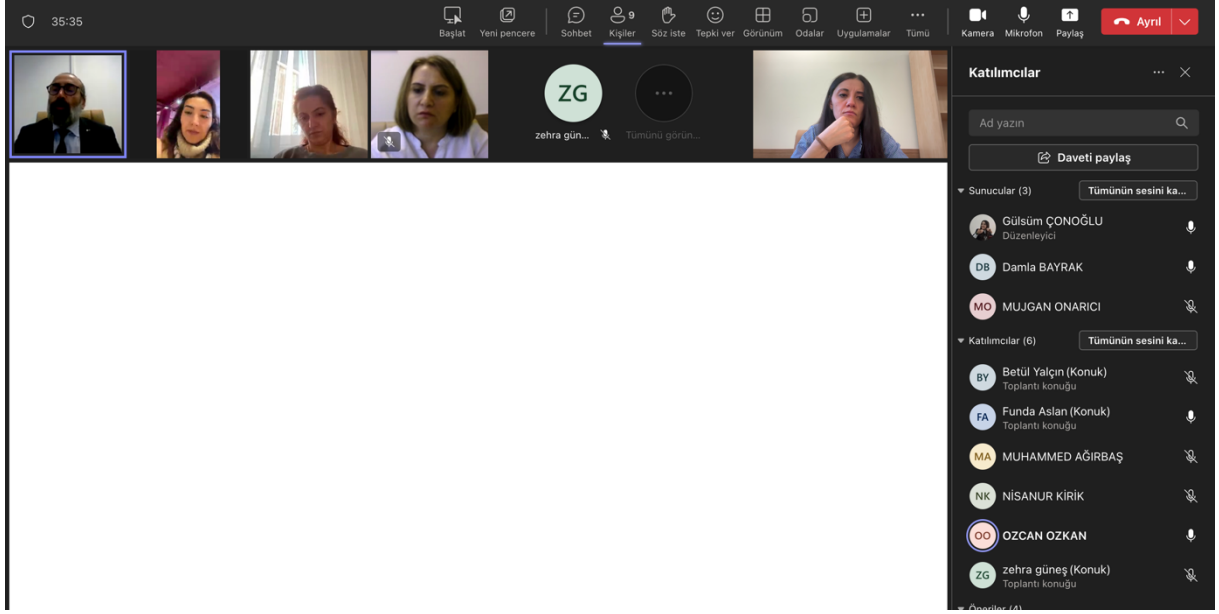 35:35
Başlat
Yeni pencere
Sohbet
9
Kişiler
Söz iste
Tepki ver
Görünüm
Odalar
Uygulamalar
Tümü
Kamera
Mikrofon
Paylaş
Ayrıl
ZG
zehra gün...
Tümünü görün...
Katılımcılar
Ad yazın
Daveti paylaş
Sunucular (3)
Tümünün sesini ka...
Gülsüm ÇONOĞLU
Düzenleyici
DB
Damla BAYRAK
MO
MUJGAN ONARICI
Katılımcılar (6)
Tümünün sesini ka...
BY
Betül Yalçın (Konuk)
Toplantı konuğu
FA
Funda Aslan (Konuk)
Toplantı konuğu
MA
MUHAMMED AĞIRBAŞ
NK
NİSANUR KİRİK
OO
OZCAN OZKAN
ZG
zehra güneş (Konuk)
Toplantı konuğu
Öneriler (4)